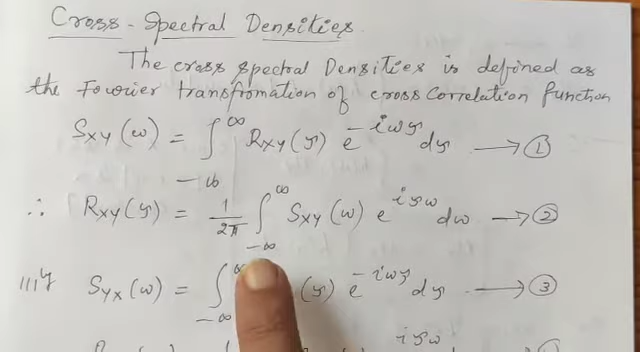 Cross - Spectral Densities.
The cross spectral Densities is defined as
the Fourier transfromation of cross Correlation function
Sxy(ω) = ∫_{-∞}^{∞} Rxy(τ) e^{-iωτ} dτ → ①
∴ Rxy(τ) = 1/2π ∫_{-∞}^{∞} Sxy(ω) e^{iτω} dω → ②
|||ly Syx(ω) = ∫_{-∞}^{∞} (τ) e^{-iωτ} dτ → ③